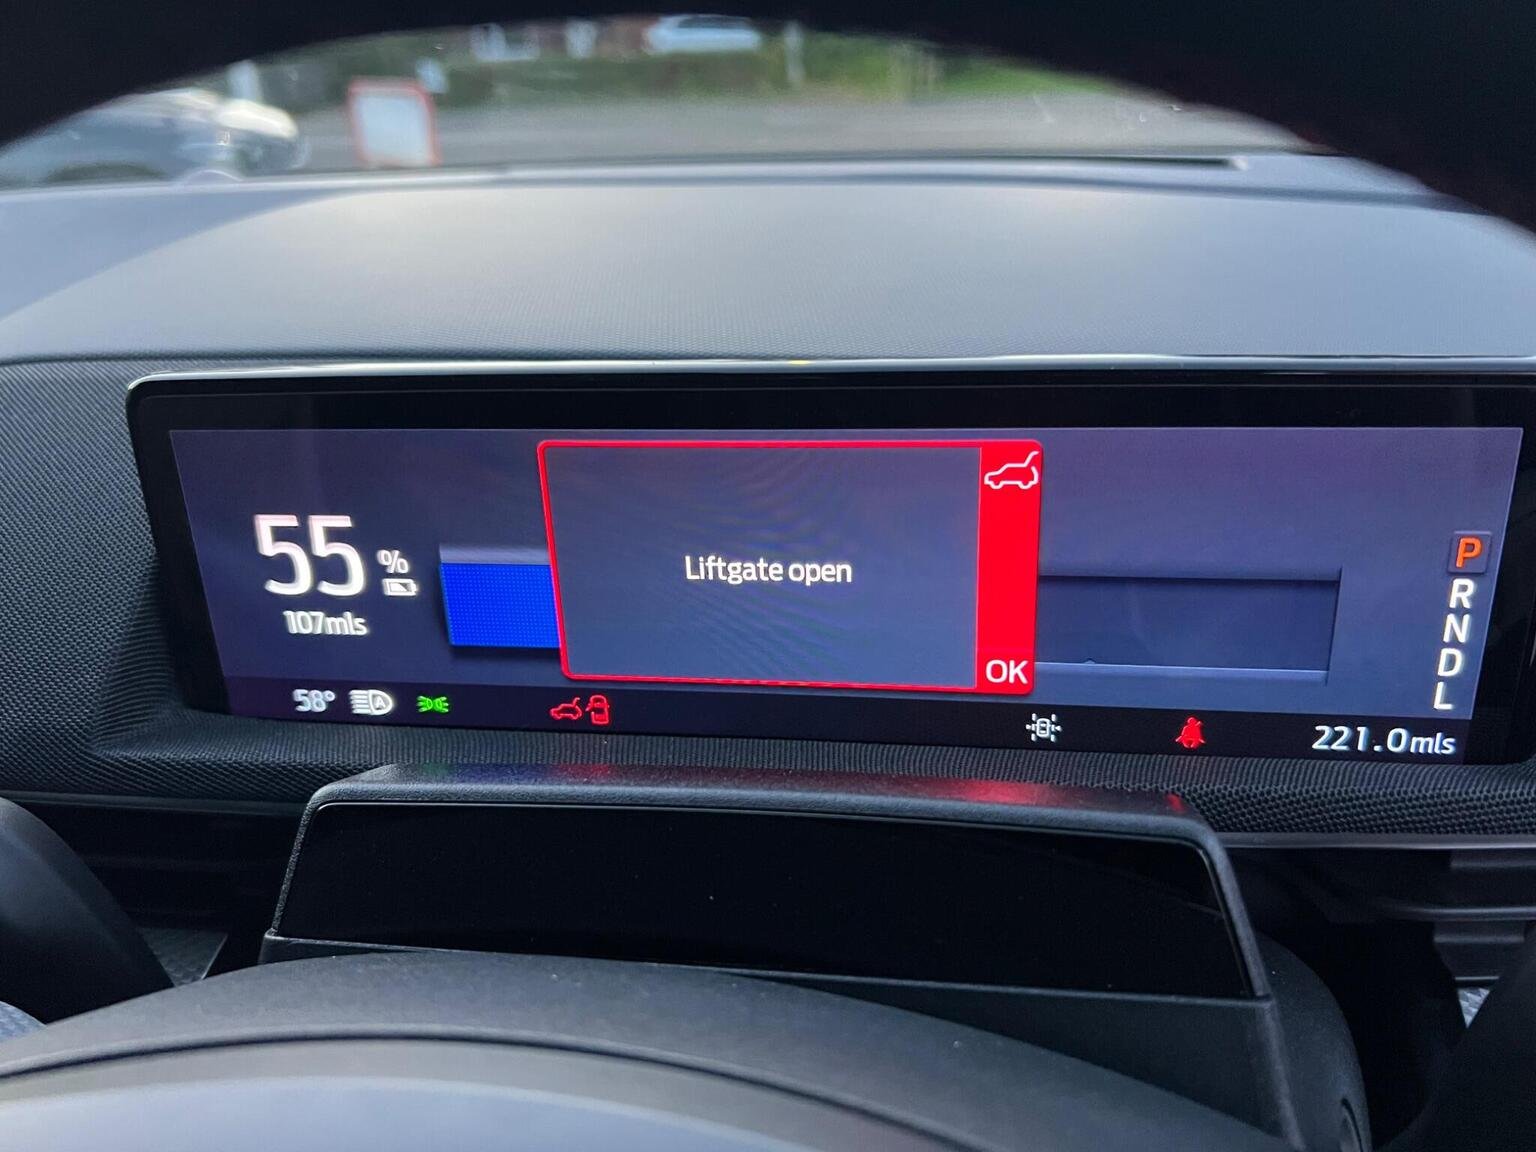 Liftgate open
OK
55 %
107mls
P
R
N
D
L
58°
A
221.0mls